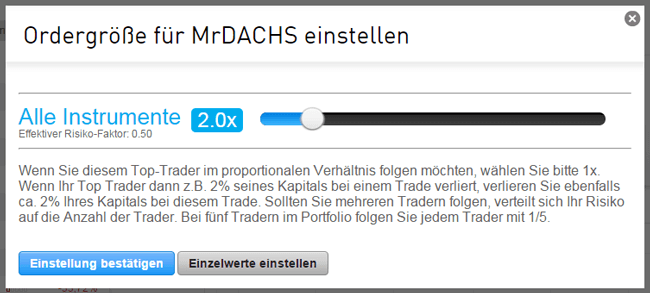 Ordergröße für MrDACHS einstellen
Alle Instrumente 2.0x
Effektiver Risiko-Faktor: 0.50
Wenn Sie diesem Top-Trader im proportionalen Verhältnis folgen möchten, wählen Sie bitte 1x.
Wenn Ihr Top Trader dann z.B. 2% seines Kapitals bei einem Trade verliert, verlieren Sie ebenfalls
ca. 2% Ihres Kapitals bei diesem Trade. Sollten Sie mehreren Tradern folgen, verteilt sich Ihr Risiko
auf die Anzahl der Trader. Bei fünf Tradern im Portfolio folgen Sie jedem Trader mit 1/5.
Einstellung bestätigen Einzelwerte einstellen